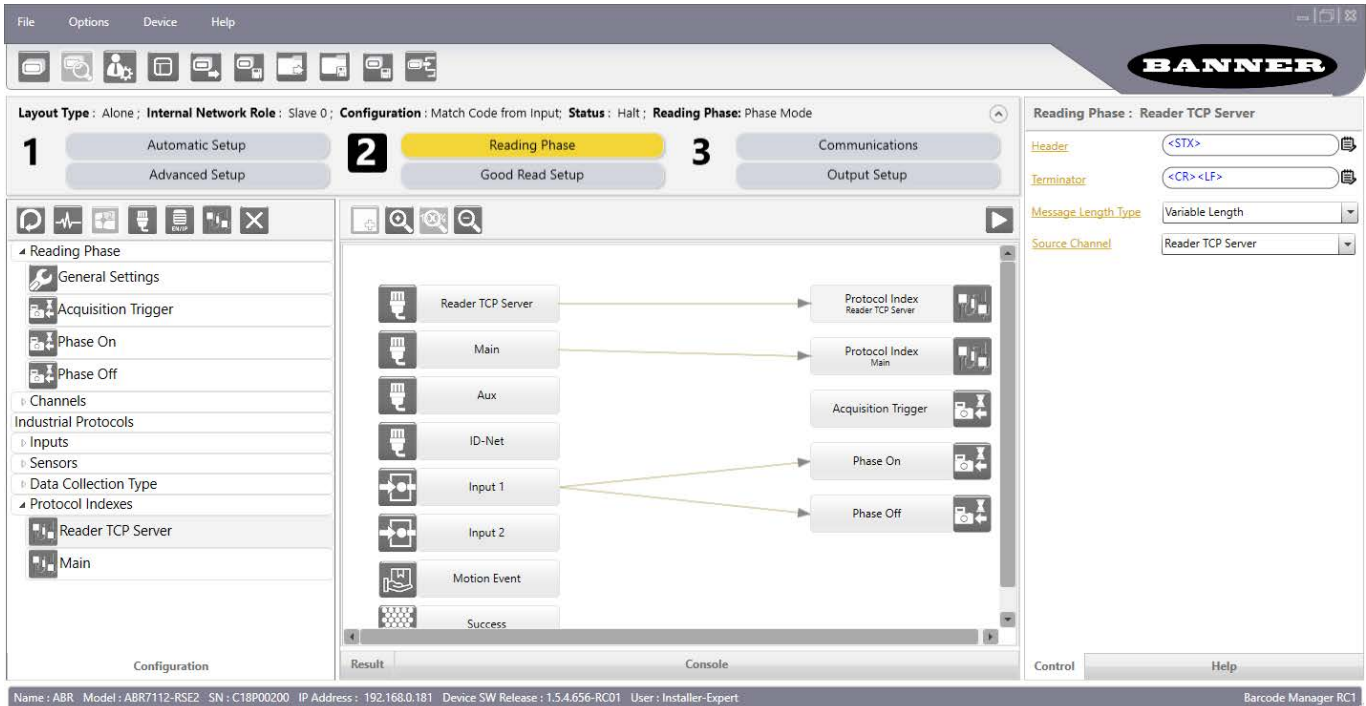 File Options Device Help
BANNER
Layout Type : Alone ; Internal Network Role : Slave 0 ; Configuration : Match Code from Input; Status : Halt ; Reading Phase: Phase Mode
1 Automatic Setup 2 Reading Phase 3 Communications
Advanced Setup Good Read Setup Output Setup
EN/IP
Reading Phase
General Settings
Acquisition Trigger
Phase On
Phase Off
Channels
Industrial Protocols
Inputs
Sensors
Data Collection Type
Protocol Indexes
Reader TCP Server
Main
Configuration
Reader TCP Server
Main
Aux
ID-Net
Input 1
Input 2
Motion Event
Success
Protocol Index
Reader TCP Server
Protocol Index
Main
Acquisition Trigger
Phase On
Phase Off
Result Console
Reading Phase : Reader TCP Server
Header <STX>
Terminator <CR><LF>
Message Length Type Variable Length
Source Channel Reader TCP Server
Control Help
Name : ABR Model : ABR7112-RSE2 SN : C18P00200 IP Address : 192.168.0.181 Device SW Release : 1.5.4.656-RC01 User : Installer-Expert Barcode Manager RC1